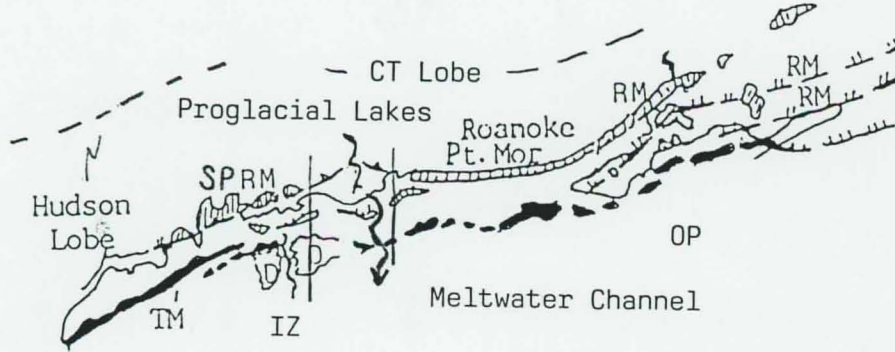 CT Lobe
Proglacial Lakes
RM
RM
RM
Roanoke
Pt. Mor
SP RM
Hudson
Lobe
D
D
OP
TM
IZ
Meltwater Channel